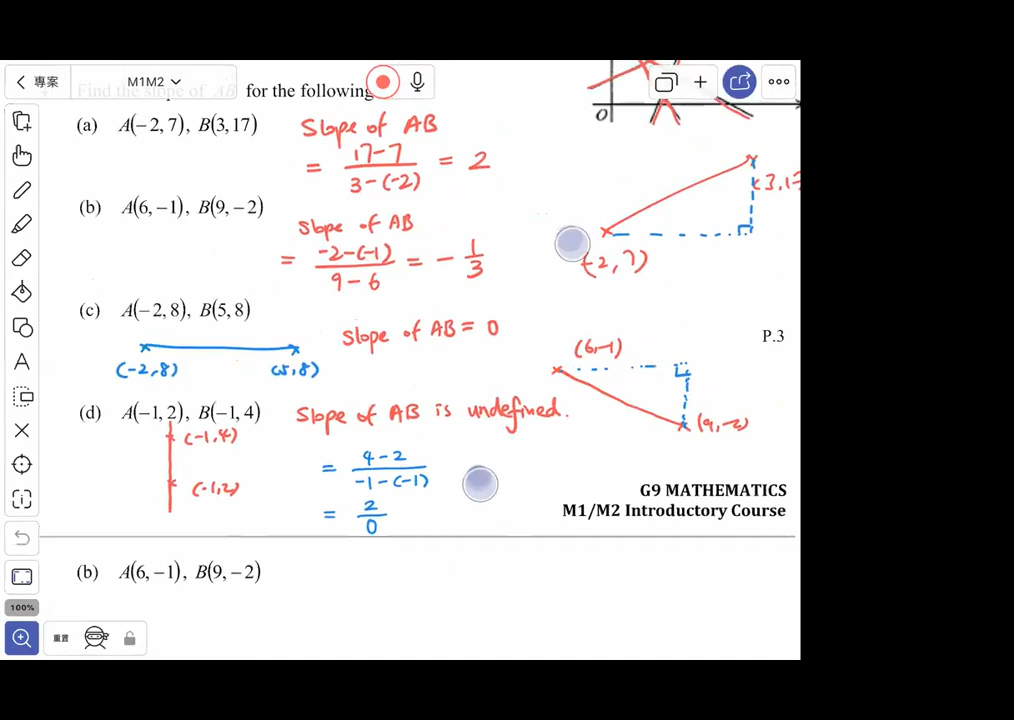 專案
M1M2
Find the slope of AB for the following
(a) A(−2, 7), B(3,17)
Slope of AB
= 17-7 / 3-(-2) = 2
(3,17
(-2, 7)
(b) A(6, −1), B(9, −2)
Slope of AB
= -2-(-1) / 9-6 = - 1/3
(c) A(−2, 8), B(5, 8)
Slope of AB = 0
(-2,8) (5,8)
P.3
(6,-1)
(9,-2)
(d) A(−1, 2), B(−1, 4)
Slope of AB is undefined.
(-1,4)
(-1,2)
= 4-2 / -1-(-1)
= 2/0
O
G9 MATHEMATICS
M1/M2 Introductory Course
(b) A(6, −1), B(9, −2)
100%
重置